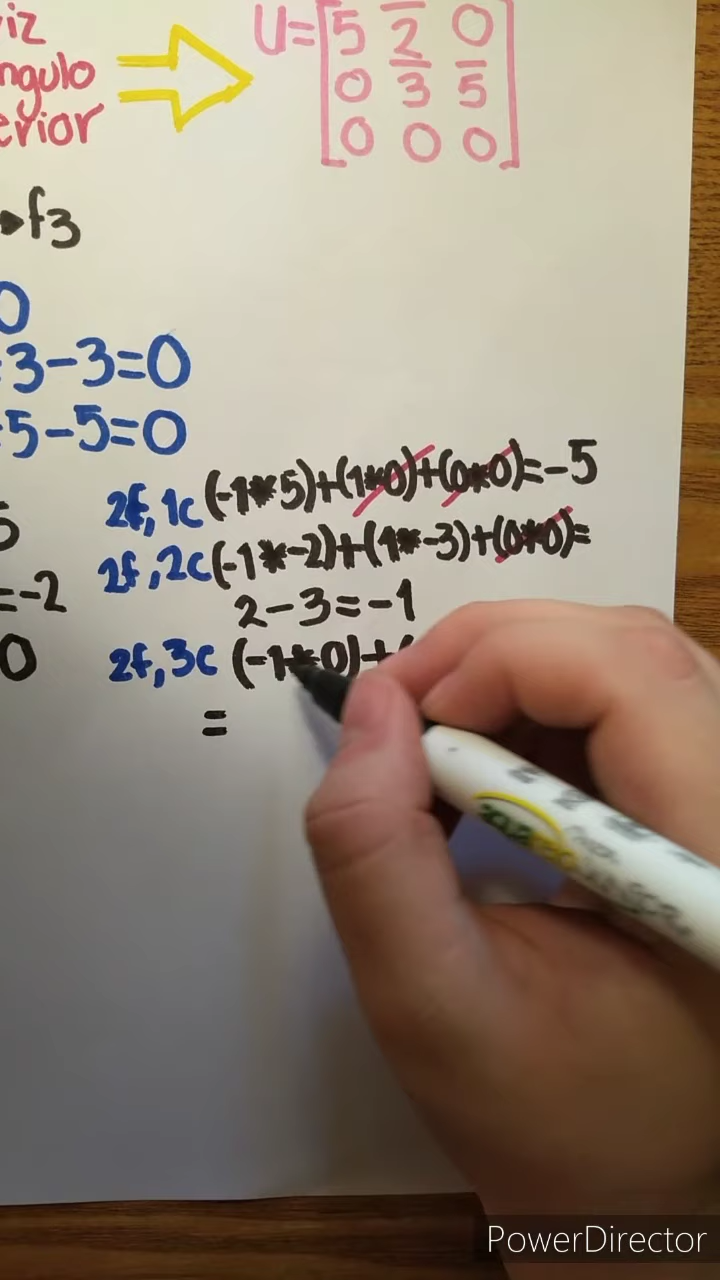 iz
ngulo
erior
U= 5 -2 0
0 -3 -5
0 0 0
→f3
0
=3-3=0
=5-5=0
5
=-2
0
2f,1c (-1*5)+(1*0)+(0*0)=-5
2f,2c (-1*-2)+(1*-3)+(0*0)=
2-3=-1
2f,3c (-1*0)+(
=
PowerDirector